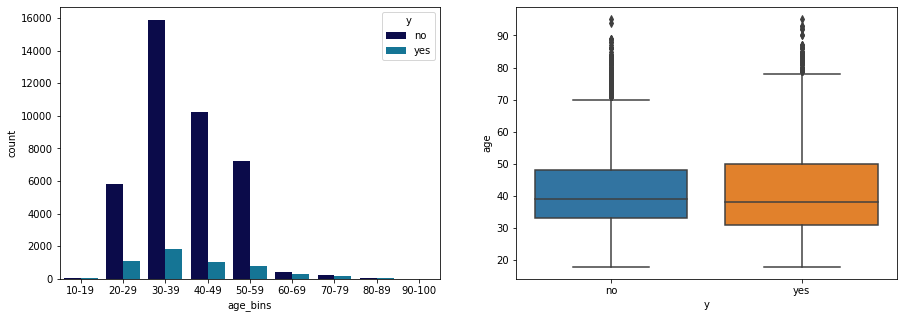 16000
14000
12000
10000
8000
6000
4000
2000
0
count
10-19 20-29 30-39 40-49 50-59 60-69 70-79 80-89 90-100
age_bins
y
no
yes
90
80
70
60
50
40
30
20
age
no yes
y